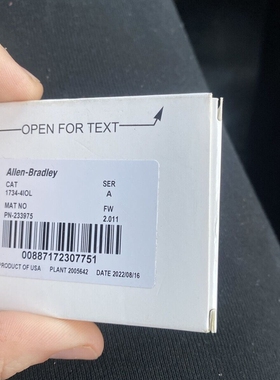 OPEN FOR TEXT
Allen-Bradley
CAT SER
1734-4IOL A
MAT NO FW
PN-233975 2.011
00887172307751
PRODUCT OF USA PLANT 2005642 DATE 2022/08/16